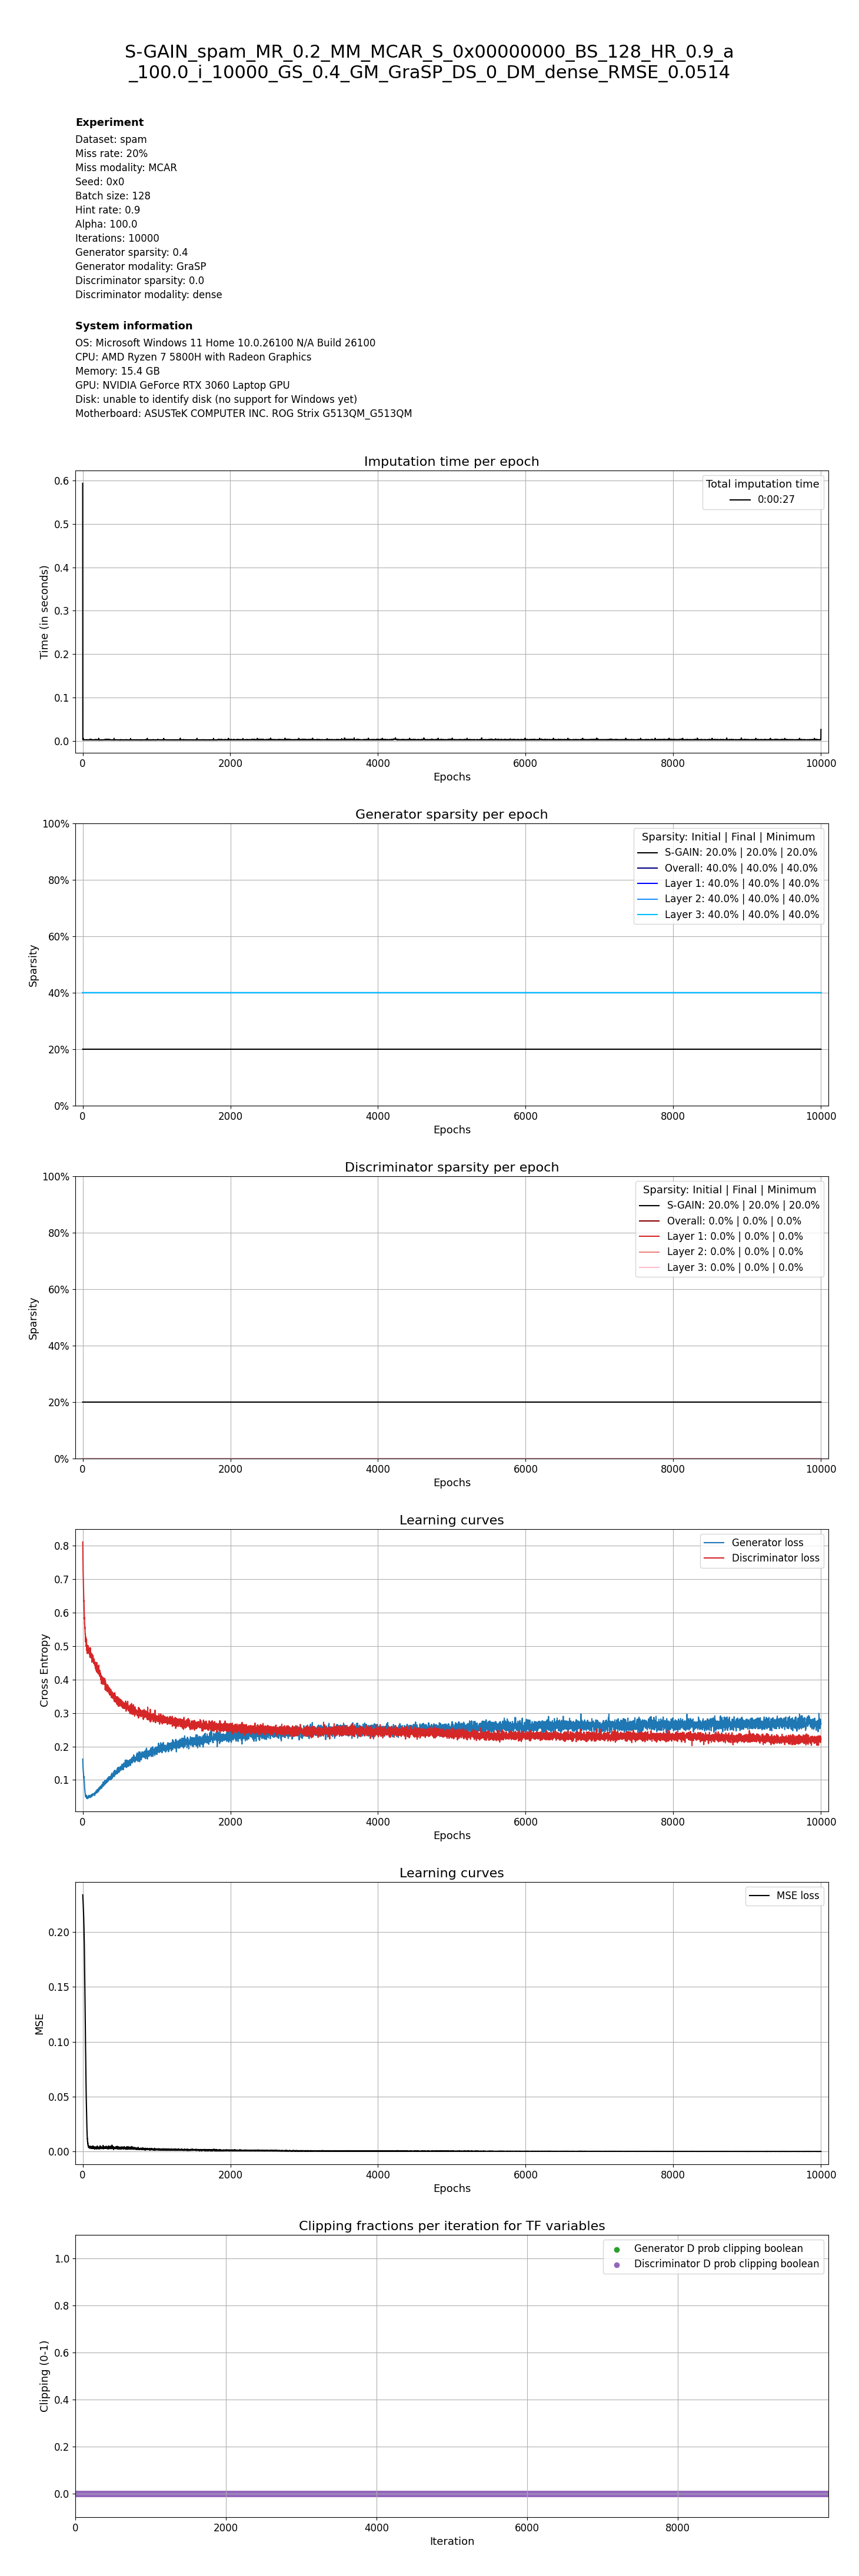 S-GAIN_spam_MR_0.2_MM_MCAR_S_0x00000000_BS_128_HR_0.9_a
_100.0_i_10000_GS_0.4_GM_GraSP_DS_0_DM_dense_RMSE_0.0514
Experiment
Dataset: spam
Miss rate: 20%
Miss modality: MCAR
Seed: 0x0
Batch size: 128
Hint rate: 0.9
Alpha: 100.0
Iterations: 10000
Generator sparsity: 0.4
Generator modality: GraSP
Discriminator sparsity: 0.0
Discriminator modality: dense
System information
OS: Microsoft Windows 11 Home 10.0.26100 N/A Build 26100
CPU: AMD Ryzen 7 5800H with Radeon Graphics
Memory: 15.4 GB
GPU: NVIDIA GeForce RTX 3060 Laptop GPU
Disk: unable to identify disk (no support for Windows yet)
Motherboard: ASUSTeK COMPUTER INC. ROG Strix G513QM_G513QM
Imputation time per epoch
Total imputation time
0:00:27
0.6
0.5
0.4
0.3
0.2
0.1
0.0
Time (in seconds)
0 2000 4000 6000 8000 10000
Epochs
Generator sparsity per epoch
Sparsity: Initial | Final | Minimum
S-GAIN: 20.0% | 20.0% | 20.0%
Overall: 40.0% | 40.0% | 40.0%
Layer 1: 40.0% | 40.0% | 40.0%
Layer 2: 40.0% | 40.0% | 40.0%
Layer 3: 40.0% | 40.0% | 40.0%
100%
80%
60%
40%
20%
0%
Sparsity
0 2000 4000 6000 8000 10000
Epochs
Discriminator sparsity per epoch
Sparsity: Initial | Final | Minimum
S-GAIN: 20.0% | 20.0% | 20.0%
Overall: 0.0% | 0.0% | 0.0%
Layer 1: 0.0% | 0.0% | 0.0%
Layer 2: 0.0% | 0.0% | 0.0%
Layer 3: 0.0% | 0.0% | 0.0%
100%
80%
60%
40%
20%
0%
Sparsity
0 2000 4000 6000 8000 10000
Epochs
Learning curves
Generator loss
Discriminator loss
0.8
0.7
0.6
0.5
0.4
0.3
0.2
0.1
Cross Entropy
0 2000 4000 6000 8000 10000
Epochs
Learning curves
MSE loss
0.20
0.15
0.10
0.05
0.00
MSE
0 2000 4000 6000 8000 10000
Epochs
Clipping fractions per iteration for TF variables
Generator D prob clipping boolean
Discriminator D prob clipping boolean
1.0
0.8
0.6
0.4
0.2
0.0
Clipping (0-1)
0 2000 4000 6000 8000
Iteration